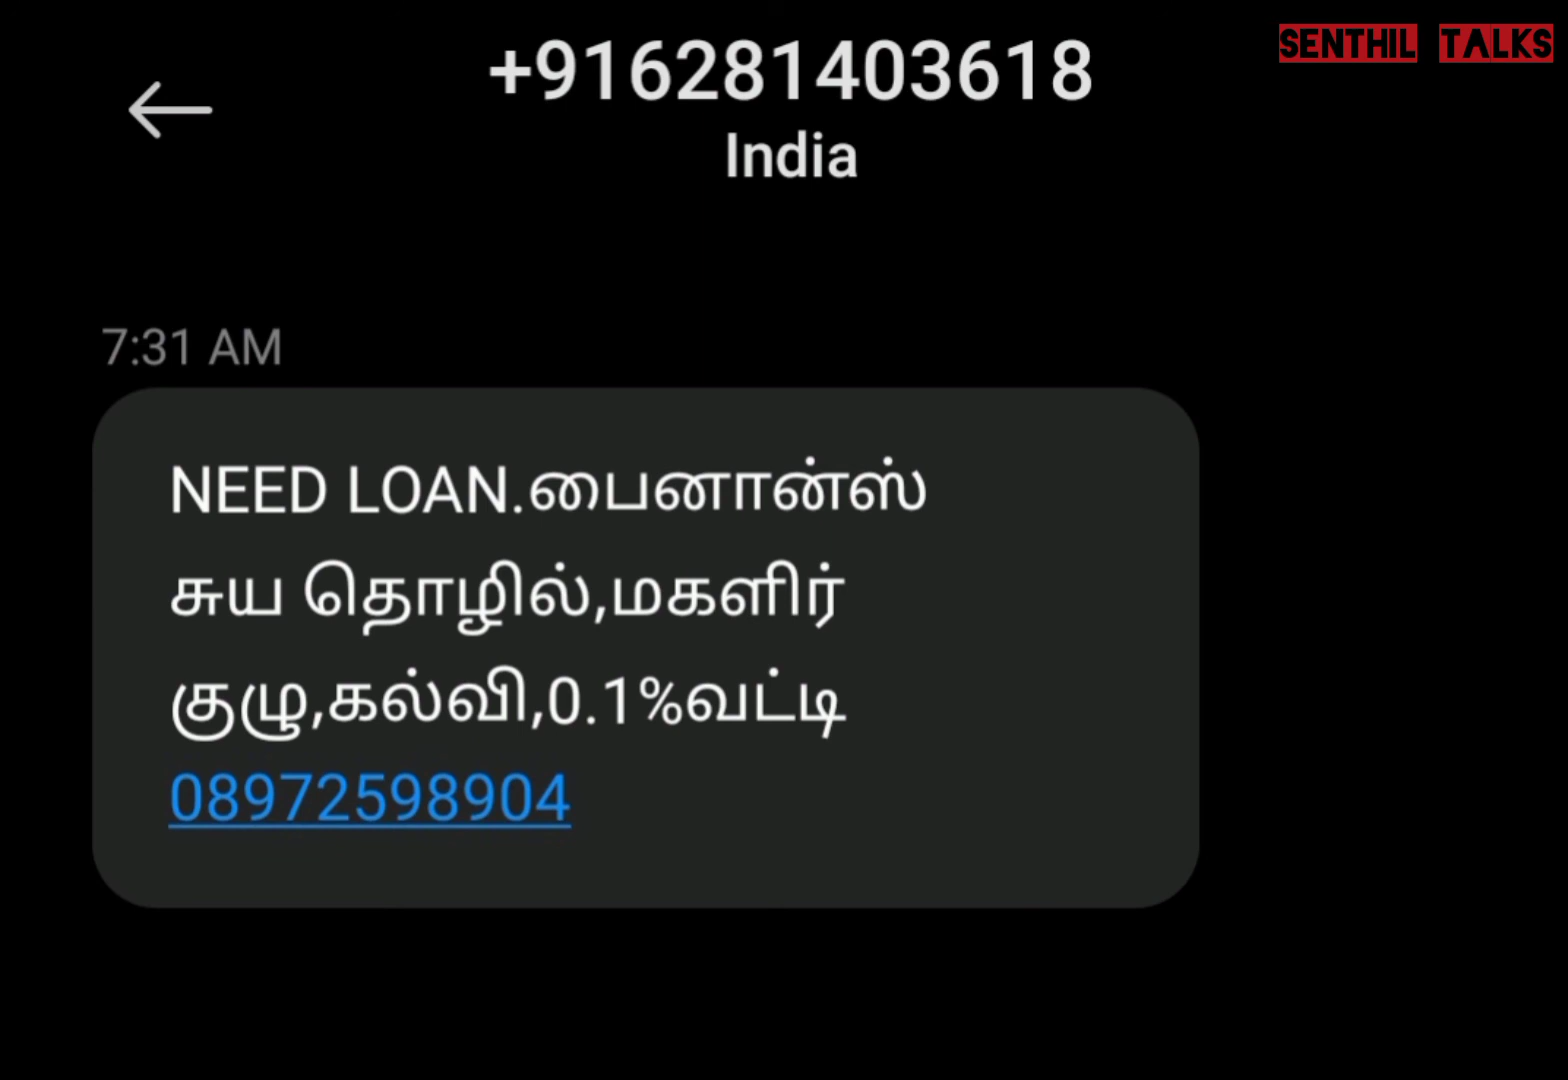 +916281403618
SENTHIL TALKS
India
7:31 AM
NEED LOAN.பைனான்ஸ்
சுய தொழில்,மகளிர்
குழு,கல்வி,0.1%வட்டி
08972598904